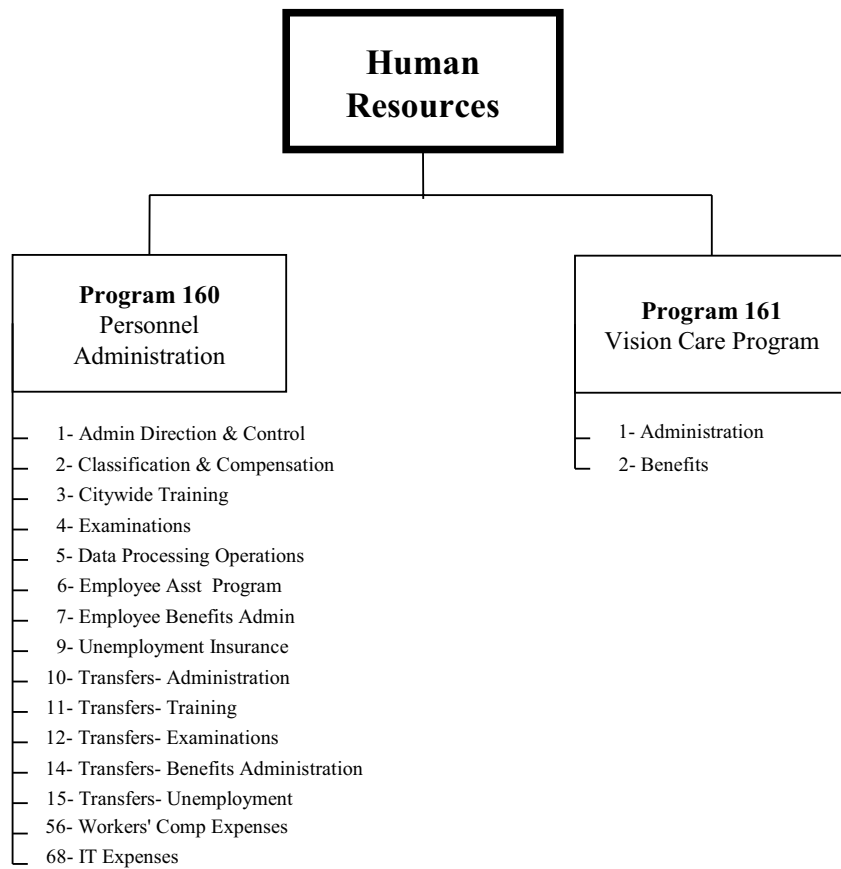 Human
Resources
Program 160
Personnel
Administration
1- Admin Direction & Control
2- Classification & Compensation
3- Citywide Training
4- Examinations
5- Data Processing Operations
6- Employee Asst  Program
7- Employee Benefits Admin
9- Unemployment Insurance
10- Transfers- Administration
11- Transfers- Training
12- Transfers- Examinations
14- Transfers- Benefits Administration
15- Transfers- Unemployment
56- Workers' Comp Expenses
68- IT Expenses
Program 161
Vision Care Program
1- Administration
2- Benefits